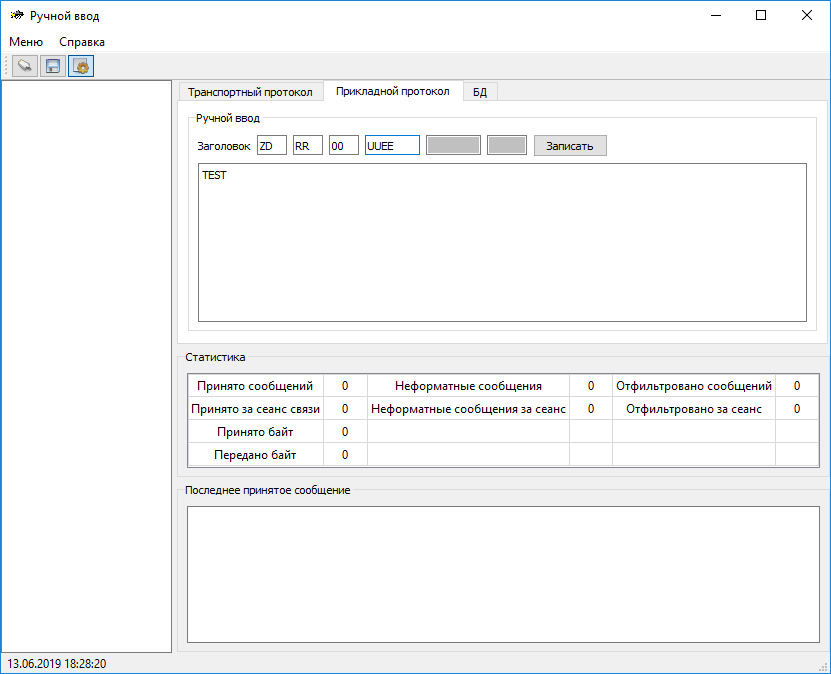 Ручной ввод
Меню Справка
Транспортный протокол Прикладной протокол БД
Ручной ввод
Заголовок ZD RR 00 UUEE Записать
TEST
Статистика
Принято сообщений 0 Неформатные сообщения 0 Отфильтровано сообщений 0
Принято за сеанс связи 0 Неформатные сообщения за сеанс 0 Отфильтровано за сеанс 0
Принято байт 0
Передано байт 0
Последнее принятое сообщение
13.06.2019 18:28:20